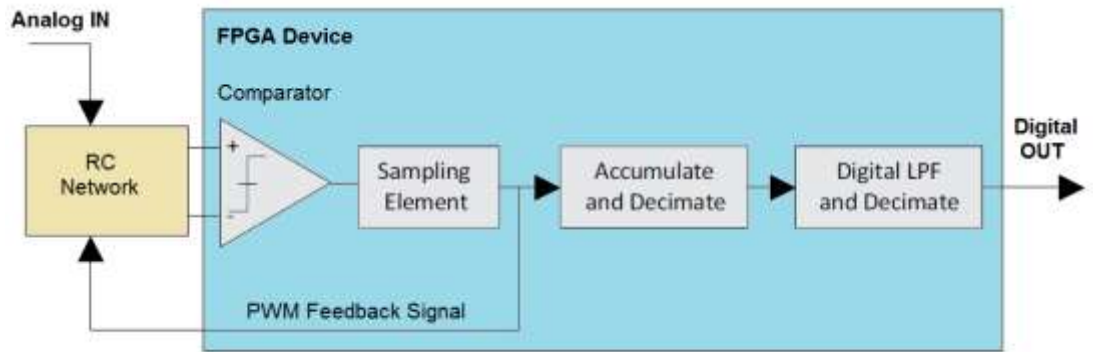 Analog IN
FPGA Device
Comparator
RC
Network
+
-
Sampling
Element
Accumulate
and Decimate
Digital LPF
and Decimate
Digital
OUT
PWM Feedback Signal